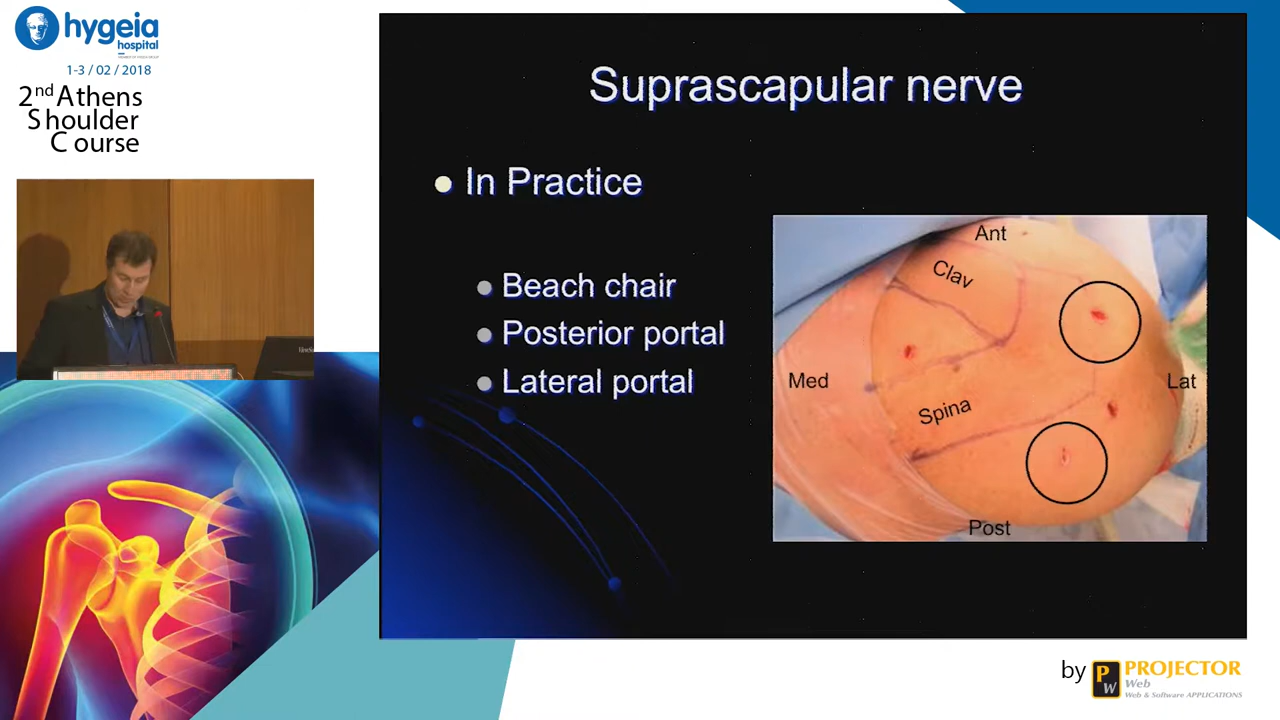 hygeia
hospital
1-3 / 02 / 2018
2nd Athens
Shoulder
Course
Suprascapular nerve
In Practice
Beach chair
Posterior portal
Lateral portal
Ant
Clav
Med
Lat
Spina
Post
by
PW
PROJECTOR
Web
Web & Software APPLICATIONS